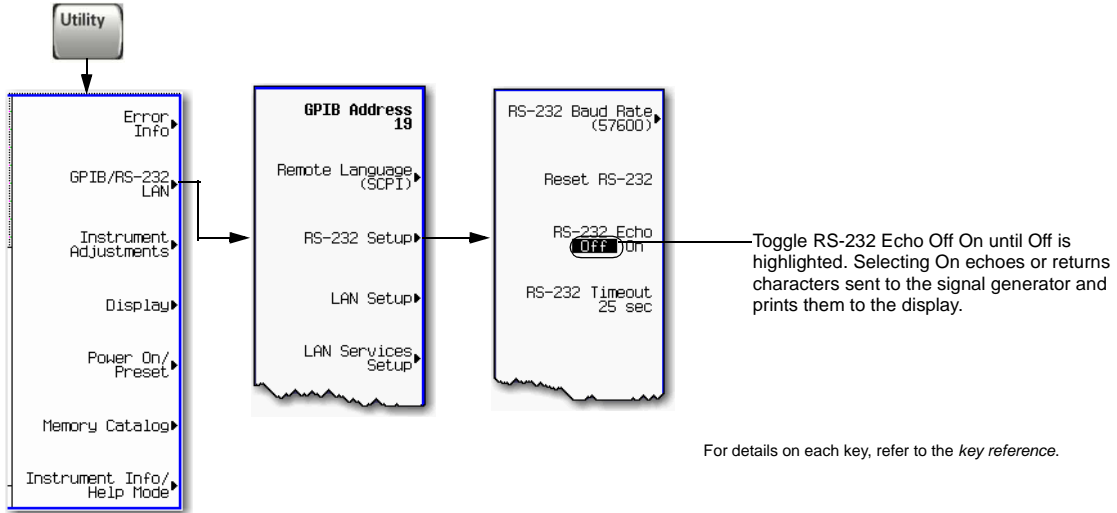 Utility
Error
Info
GPIB/RS-232
LAN
Instrument
Adjustments
Display
Power On/
Preset
Memory Catalog
Instrument Info/
Help Mode
GPIB Address
19
Remote Language
(SCPI)
RS-232 Setup
LAN Setup
LAN Services
Setup
RS-232 Baud Rate
(57600)
Reset RS-232
RS-232 Echo
Off On
RS-232 Timeout
25 sec
Toggle RS-232 Echo Off On until Off is
highlighted. Selecting On echoes or returns
characters sent to the signal generator and
prints them to the display.
For details on each key, refer to the key reference.